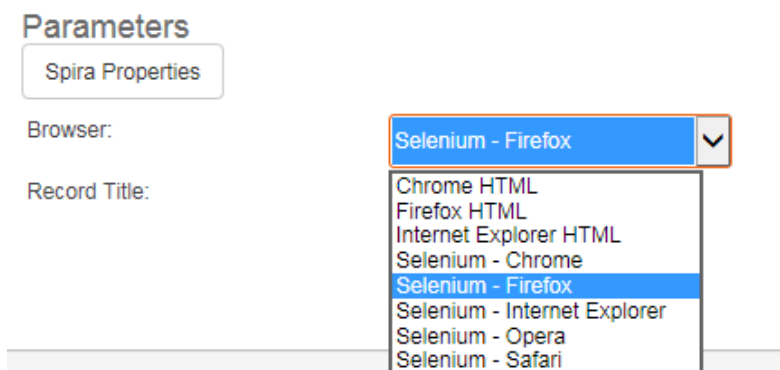 Parameters
Spira Properties
Browser:
Selenium - Firefox
Record Title:
Chrome HTML
Firefox HTML
Internet Explorer HTML
Selenium - Chrome
Selenium - Firefox
Selenium - Internet Explorer
Selenium - Opera
Selenium - Safari